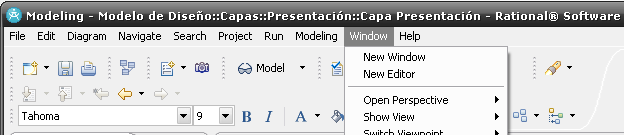 Modeling - Modelo de Diseño::Capas::Presentación::Capa Presentación - Rational® Software
File Edit Diagram Navigate Search Project Run Modeling Window Help
New Window
Model
New Editor
Open Perspective
Tahoma 9 B I A
Show View
Switch Viewpoint